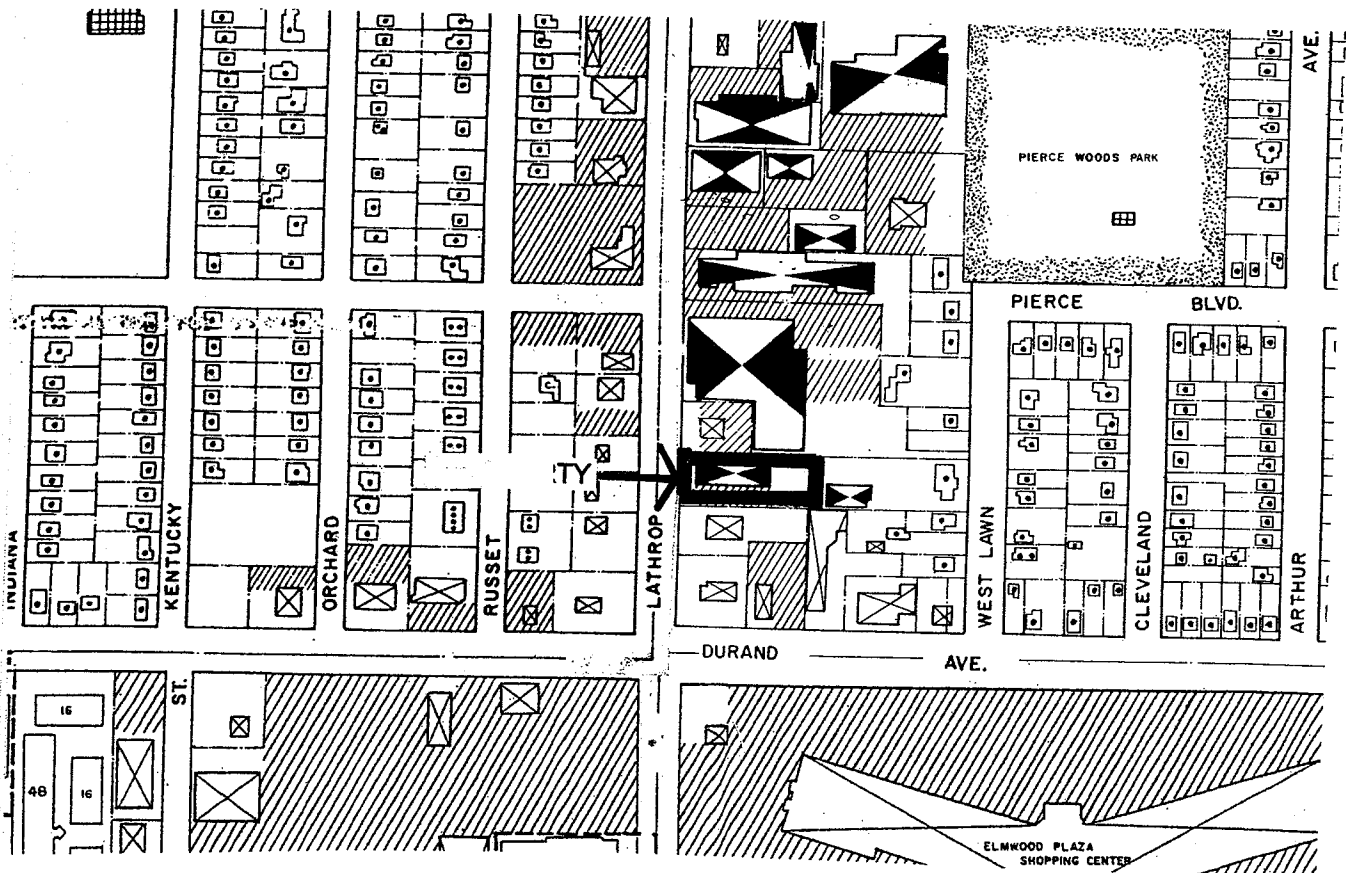 AVE.
PIERCE WOODS PARK
PIERCE BLVD.
TY
INDIANA
KENTUCKY
ORCHARD
RUSSET
LATHROP
WEST LAWN
CLEVELAND
ARTHUR
DURAND AVE.
ST.
16
48
16
ELMWOOD PLAZA
SHOPPING CENTER